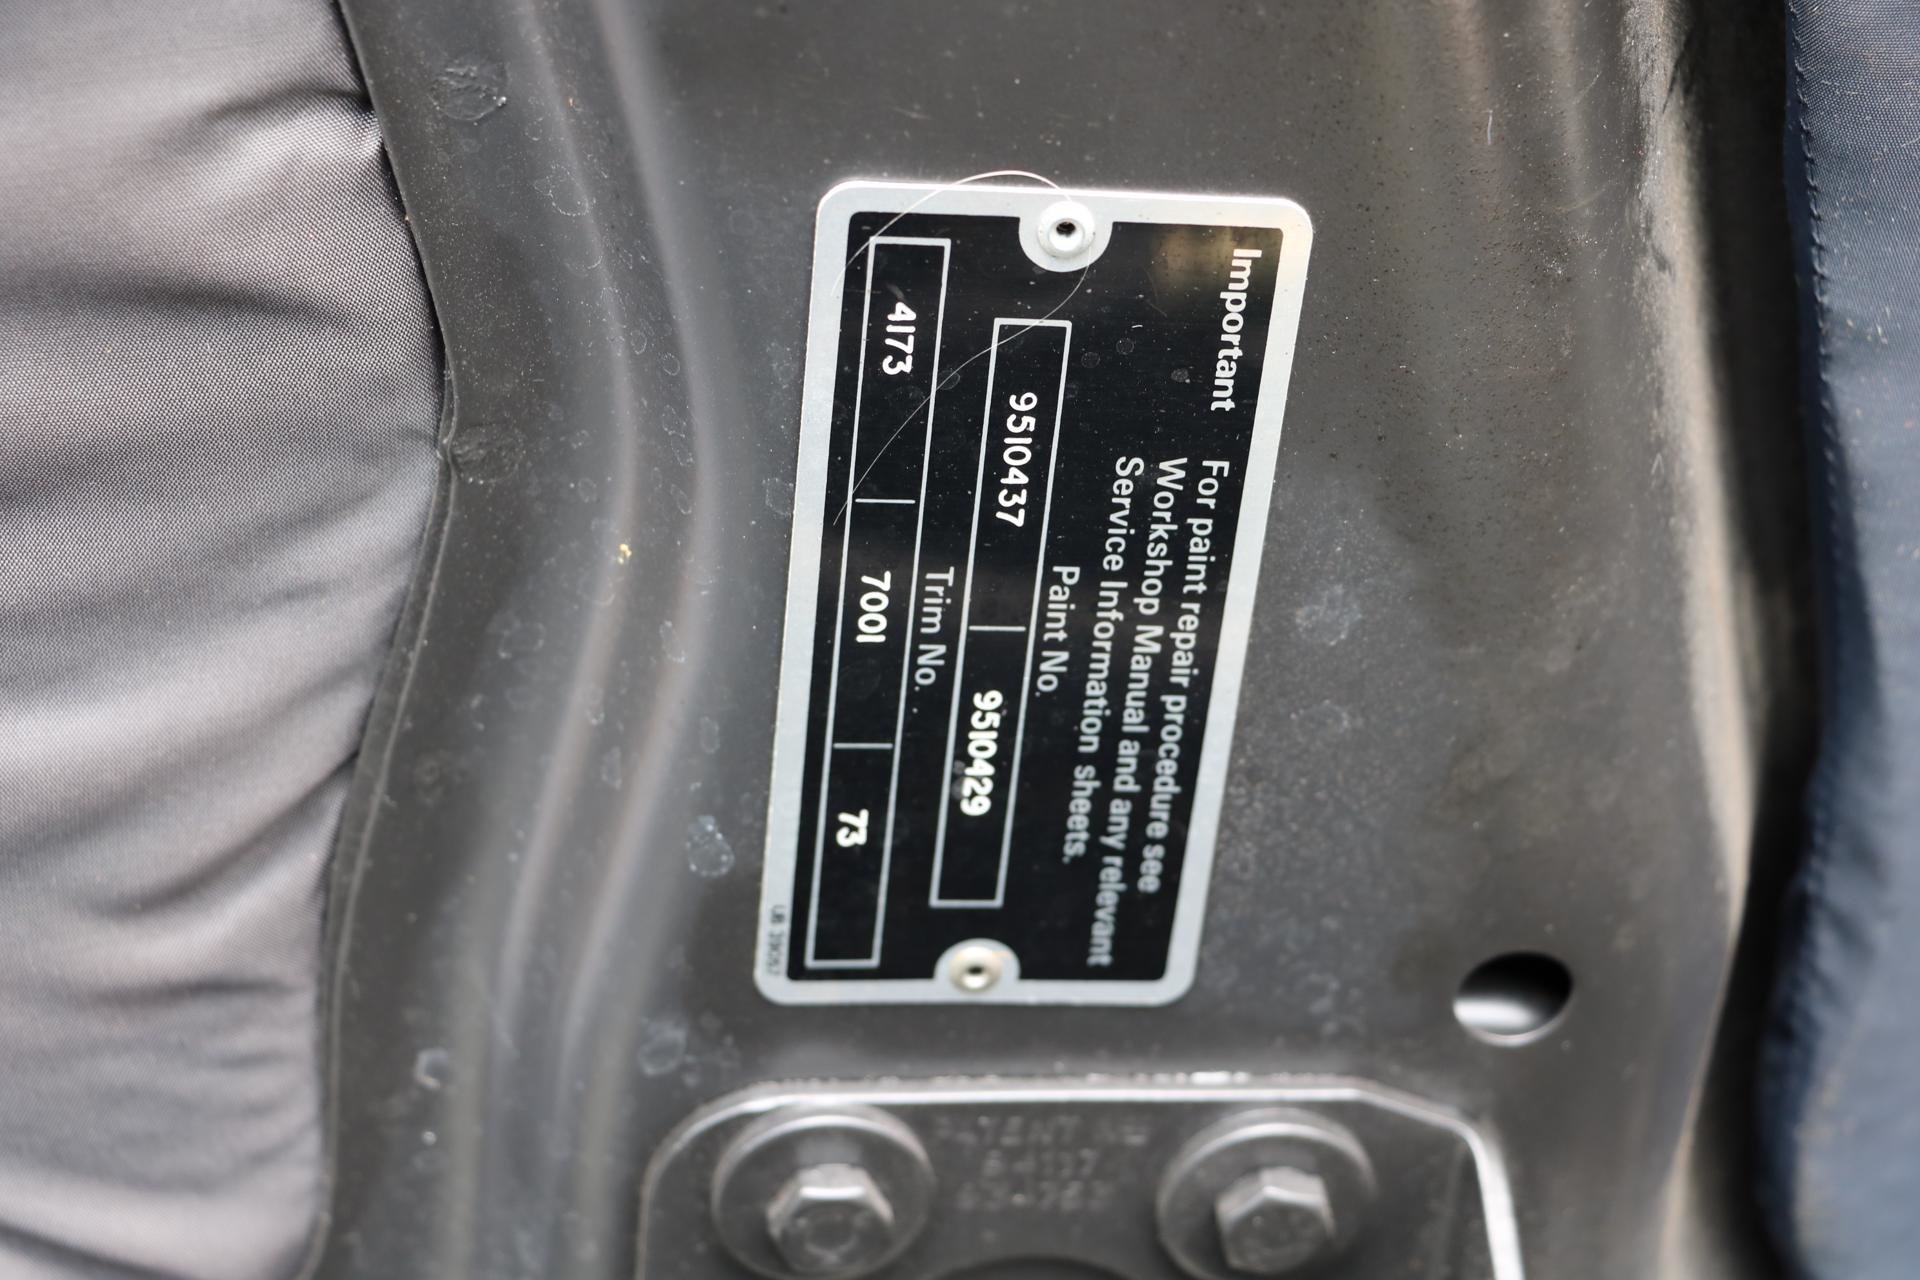 Important
For paint repair procedure see
Workshop Manual and any relevant
Service Information sheets.
Paint No.
9510437 | 9510429
Trim No.
4173 | 7001 | 73
PATENT